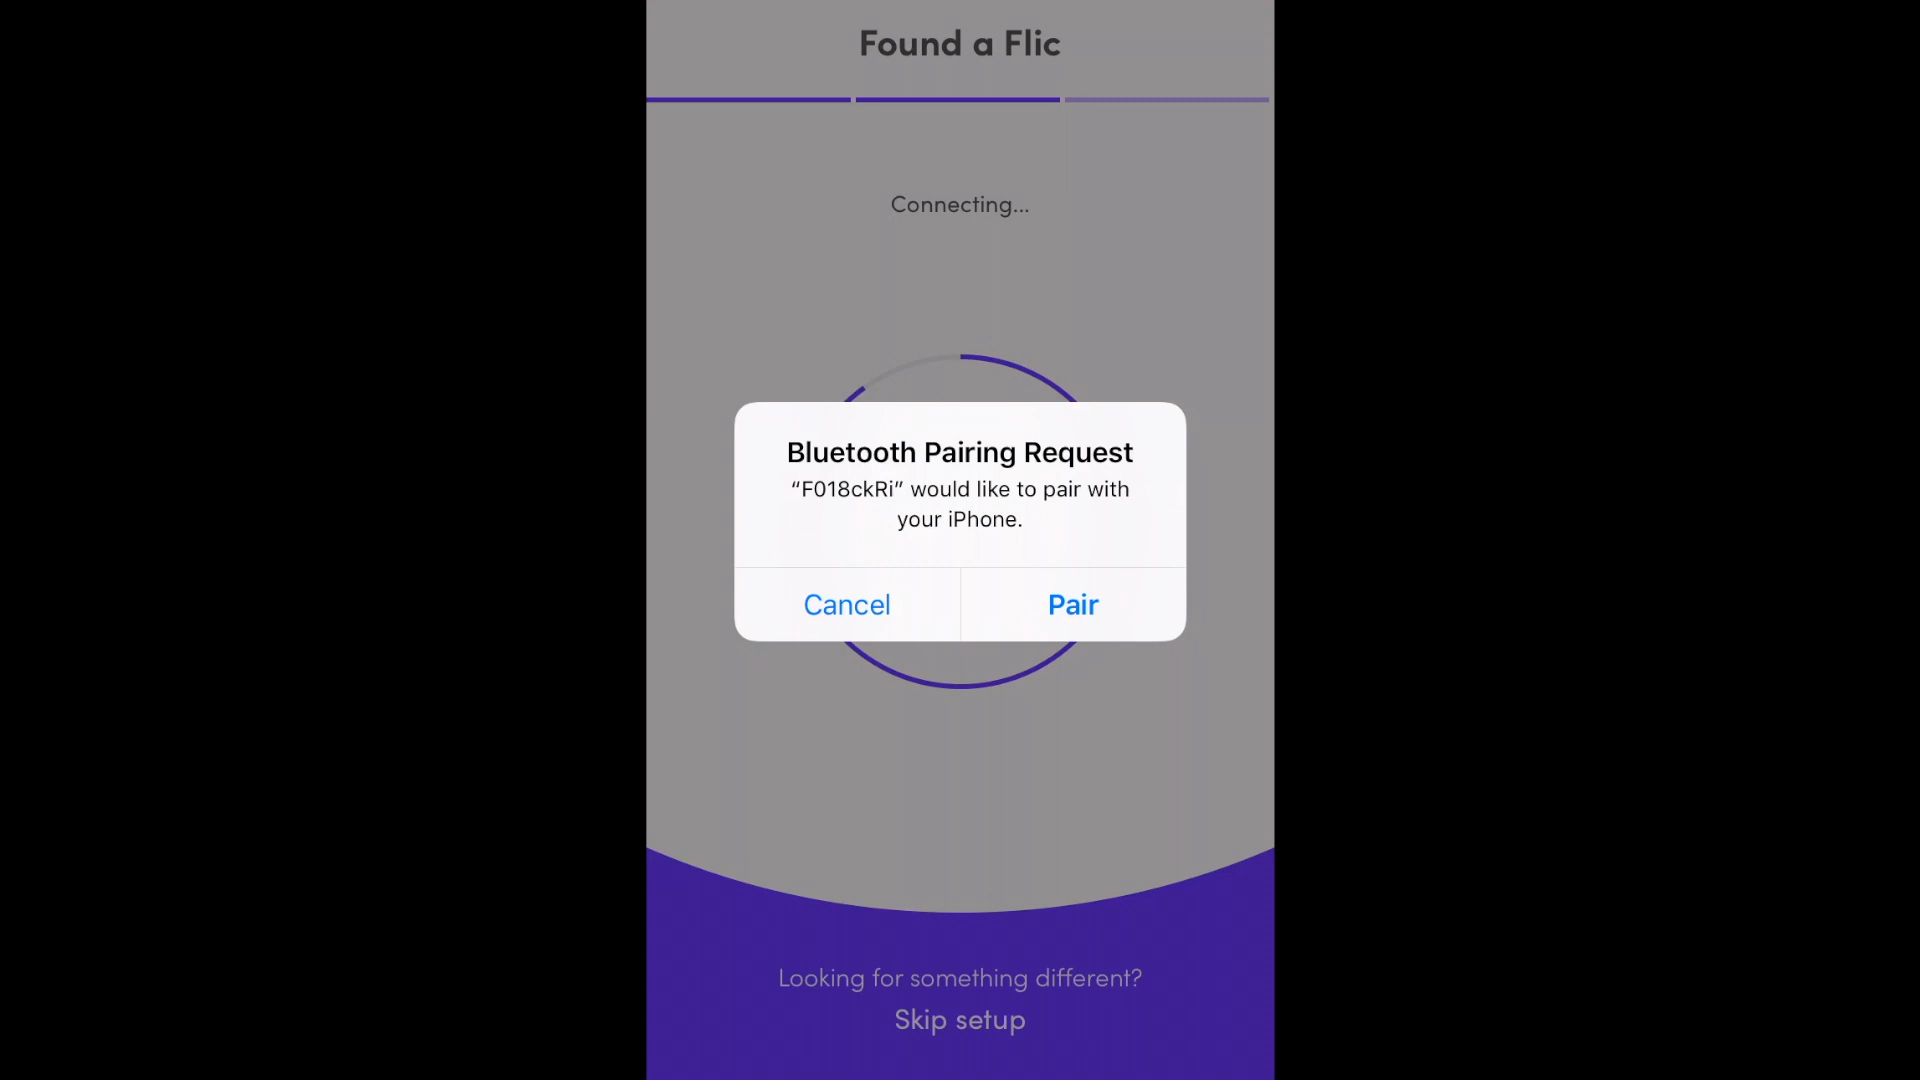 Found a Flic
Connecting...
Bluetooth Pairing Request
“F018ckRi” would like to pair with
your iPhone.
Cancel
Pair
Looking for something different?
Skip setup